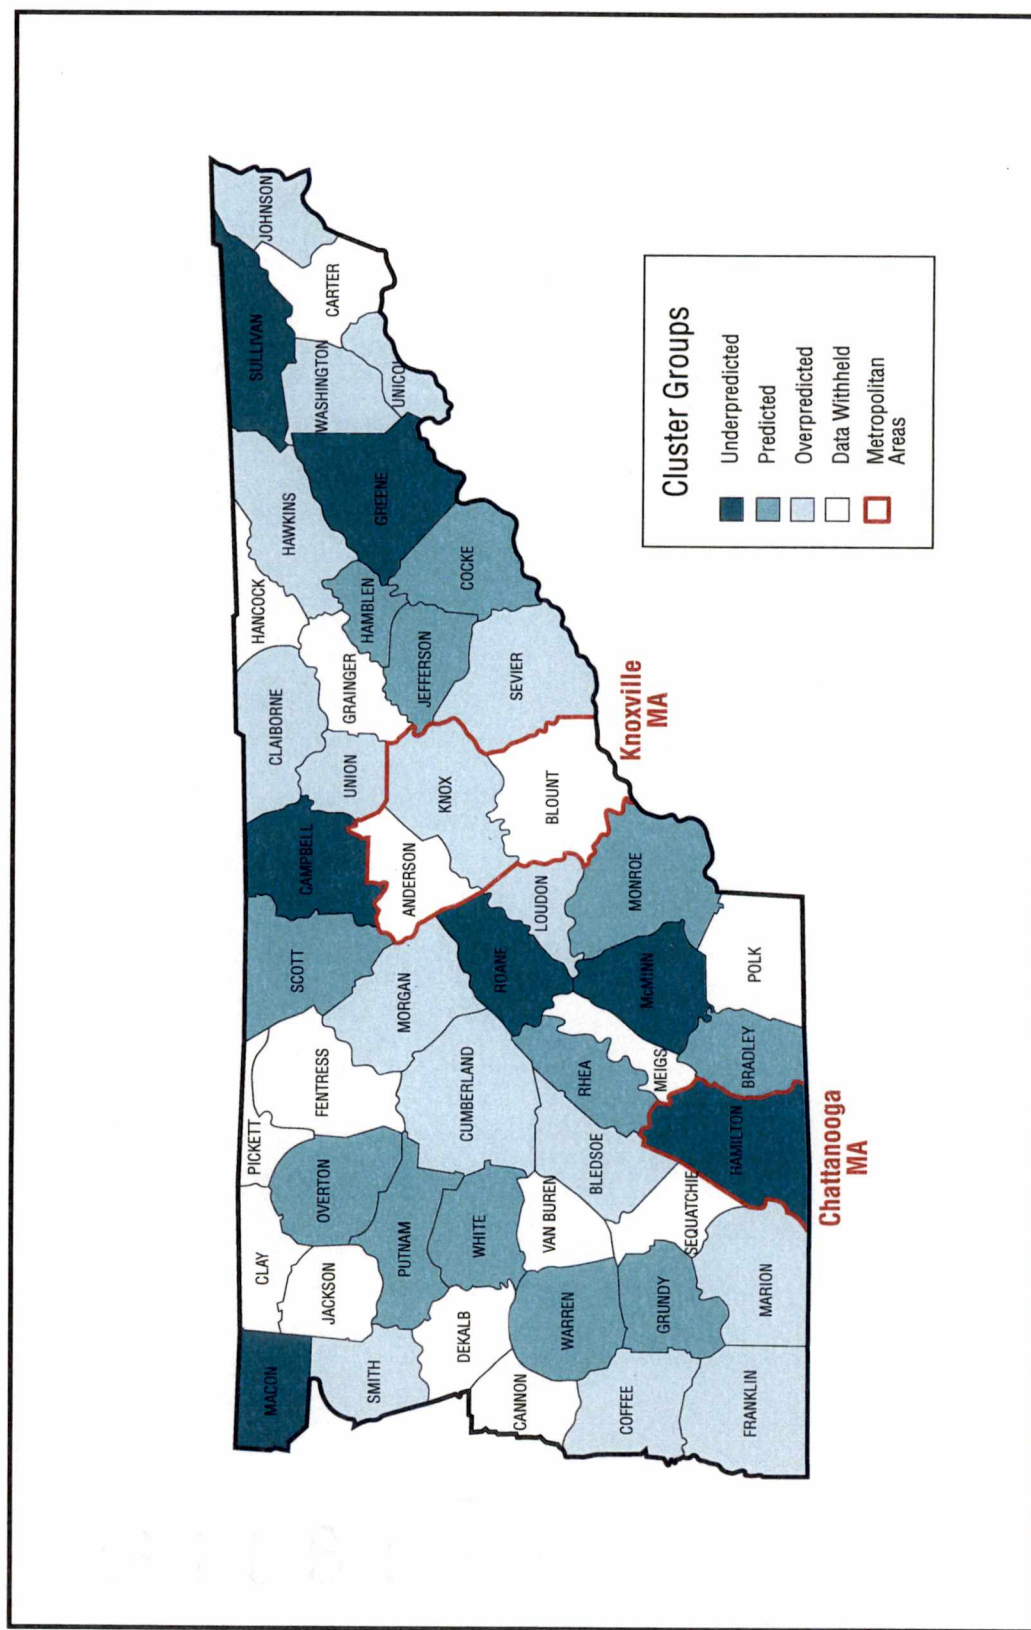 MACON
CLAY
PICKETT
SCOTT
CAMPBELL
CLAIBORNE
HANCOCK
HAWKINS
SULLIVAN
JOHNSON
JACKSON
OVERTON
FENTRESS
UNION
GRAINGER
WASHINGTON
CARTER
SMITH
PUTNAM
MORGAN
ANDERSON
HAMBLEN
GREENE
UNICOI
DEKALB
WHITE
CUMBERLAND
KNOX
JEFFERSON
COCKE
CANNON
VAN BUREN
ROANE
LOUDON
BLOUNT
SEVIER
WARREN
BLEDSOE
RHEA
COFFEE
GRUNDY
SEQUATCHIE
MEIGS
McMINN
MONROE
FRANKLIN
MARION
HAMILTON
BRADLEY
POLK
Knoxville
MA
Chattanooga
MA
Cluster Groups
Underpredicted
Predicted
Overpredicted
Data Withheld
Metropolitan
Areas